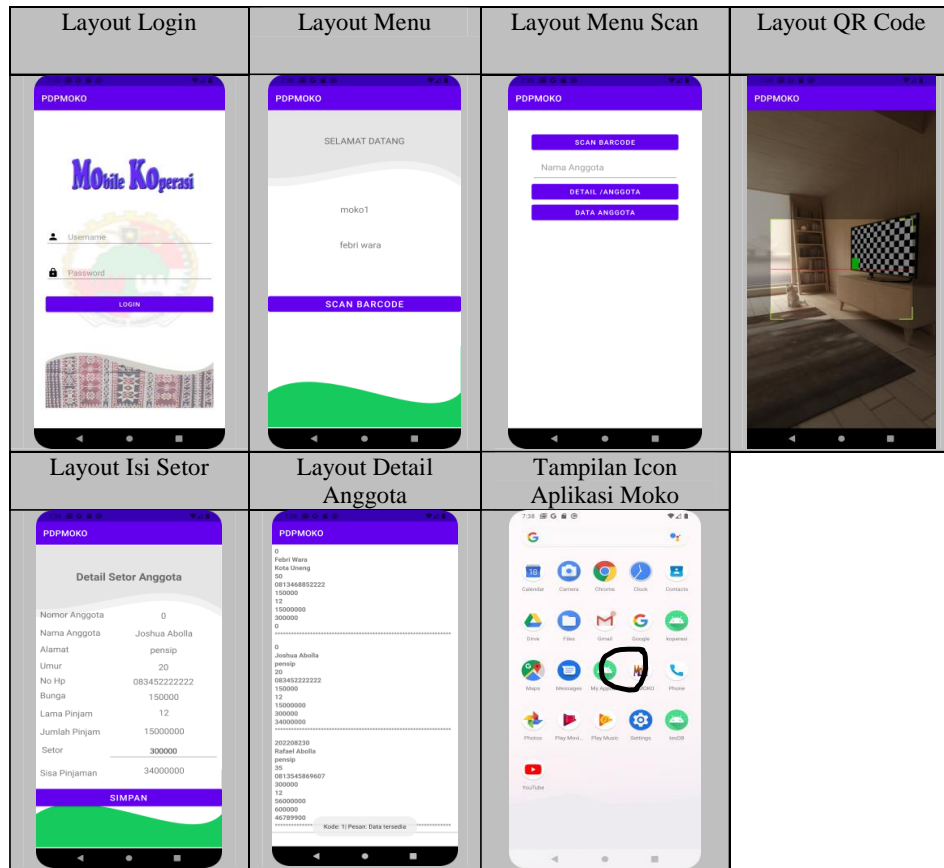 Layout Login
Layout Menu
Layout Menu Scan
Layout QR Code
PDPMOKO
MObile KOperasi
Username
Password
LOGIN
PDPMOKO
SELAMAT DATANG
moko1
febri wara
SCAN BARCODE
PDPMOKO
SCAN BARCODE
Nama Anggota
DETAIL /ANGGOTA
DATA ANGGOTA
PDPMOKO
Layout Isi Setor
Layout Detail
Anggota
Tampilan Icon
Aplikasi Moko
PDPMOKO
Detail Setor Anggota
Nomor Anggota 0
Nama Anggota Joshua Abolla
Alamat pensip
Umur 20
No Hp 083452222222
Bunga 150000
Lama Pinjam 12
Jumlah Pinjam 15000000
Setor 300000
Sisa Pinjaman 34000000
SIMPAN
PDPMOKO
0
Febri Wara
Kota Uneng
50
0813468852222
150000
12
15000000
300000
0
0
Joshua Abolla
pensip
20
083452222222
150000
12
15000000
300000
34000000
202208230
Rafael Abolla
pensip
35
0813545869607
300000
12
56000000
600000
46789900
Kode: 1| Pesan: Data tersedia
7:38
Calendar Camera Chrome Clock Contacts
Drive Files Gmail Google koperasi
Maps Messages Phone
Photos Play Movi.. Play Music Settings
YouTube